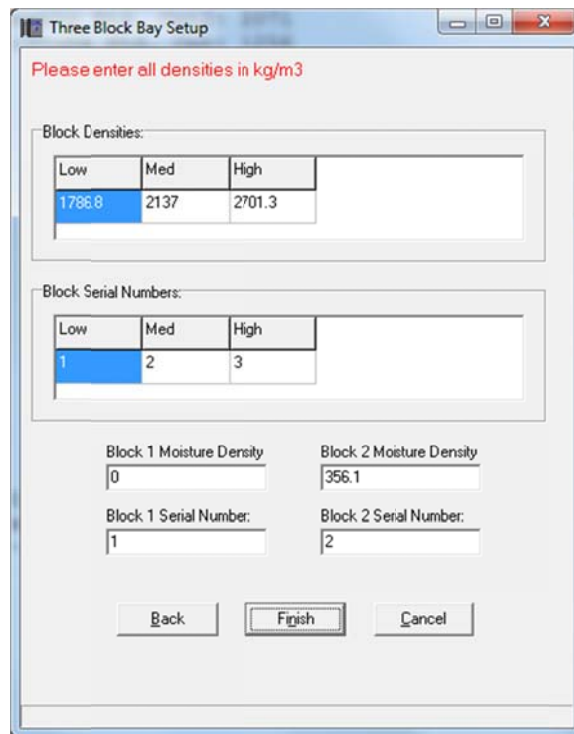 Three Block Bay Setup
Please enter all densities in kg/m3
Block Densities:
Low Med High
1786.8 2137 2701.3
Block Serial Numbers:
Low Med High
1 2 3
Block 1 Moisture Density Block 2 Moisture Density
0 356.1
Block 1 Serial Number: Block 2 Serial Number:
1 2
Back Finish Cancel